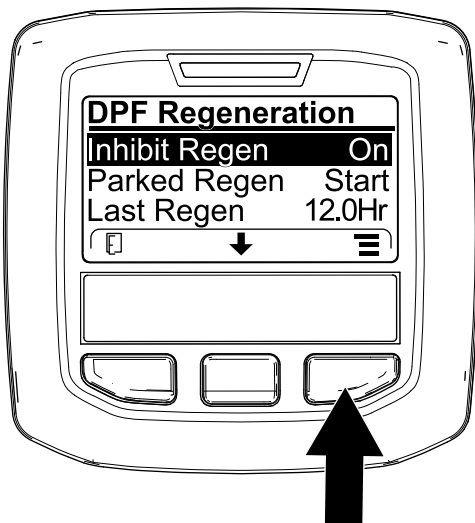 DPF Regeneration
Inhibit Regen On
Parked Regen Start
Last Regen 12.0Hr